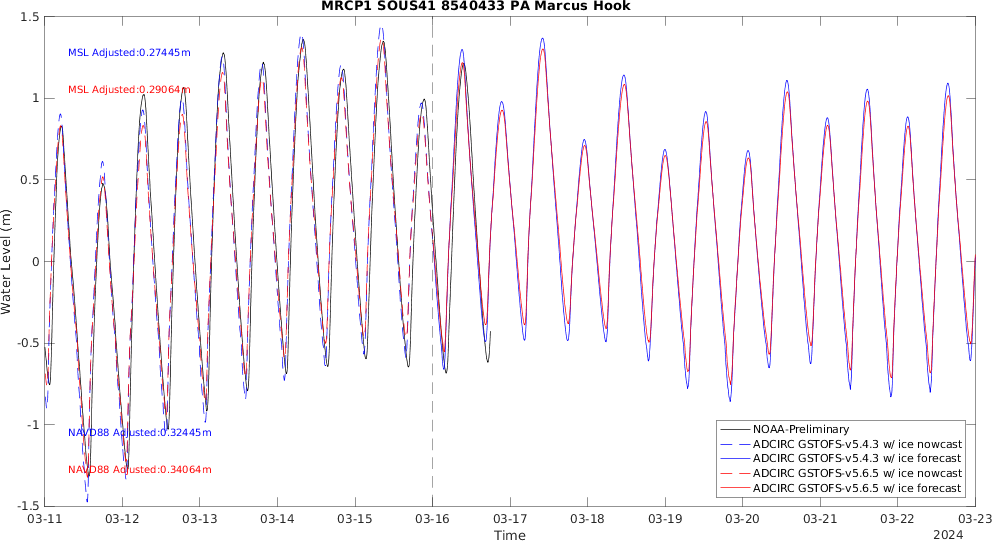 MRCP1 SOUS41 8540433 PA Marcus Hook
1.5
1
0.5
0
-0.5
-1
-1.5
Water Level (m)
MSL Adjusted:0.27445m
MSL Adjusted:0.29064m
NAVD88 Adjusted:0.32445m
NAVD88 Adjusted:0.34064m
NOAA-Preliminary
ADCIRC GSTOFS-v5.4.3 w/ ice nowcast
ADCIRC GSTOFS-v5.4.3 w/ ice forecast
ADCIRC GSTOFS-v5.6.5 w/ ice nowcast
ADCIRC GSTOFS-v5.6.5 w/ ice forecast
03-11 03-12 03-13 03-14 03-15 03-16 03-17 03-18 03-19 03-20 03-21 03-22 03-23
Time
2024